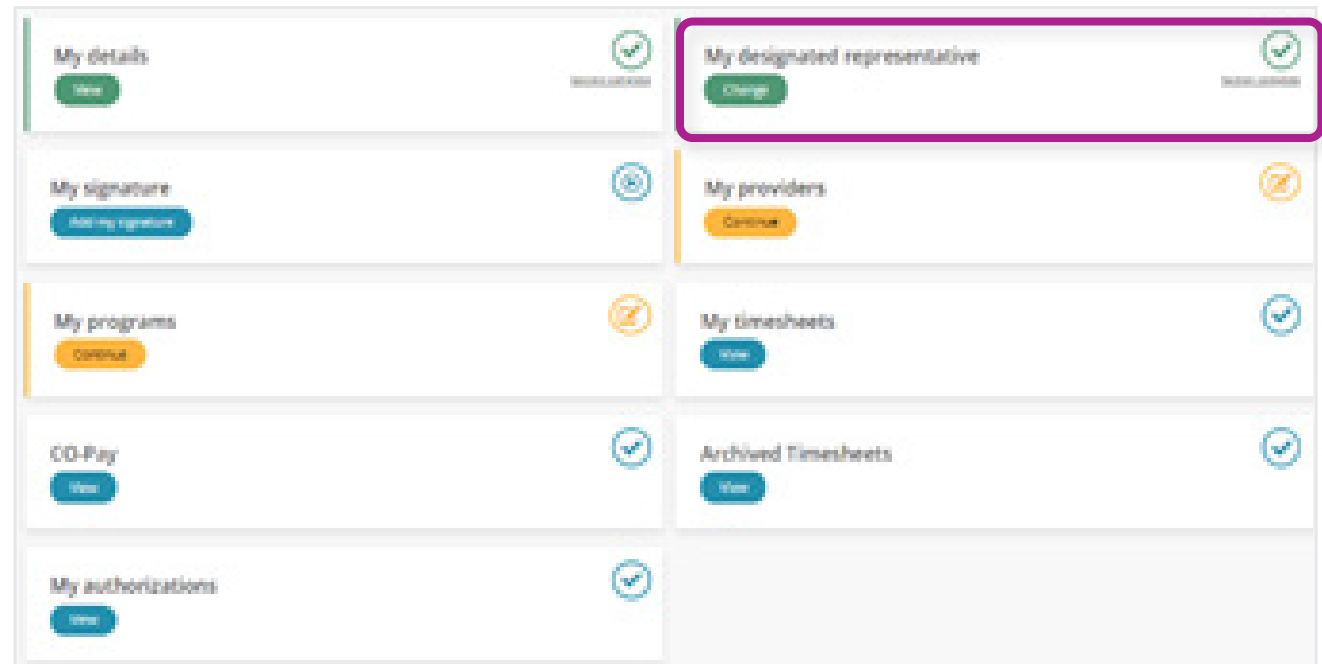 My details
View
My designated representative
Change
My signature
Add my signature
My providers
Continue
My programs
Continue
My timesheets
View
CO-Pay
View
Archived Timesheets
View
My authorizations
View